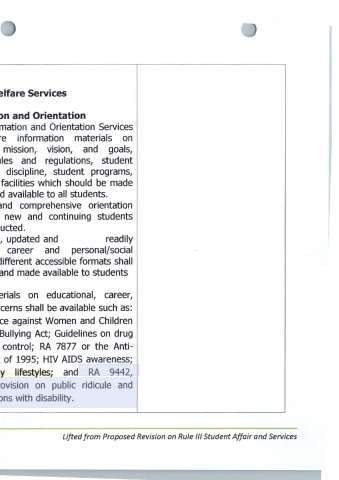 elfare Services
on and Orientation
mation and Orientation Services
re information materials on
mission, vision, and goals,
ules and regulations, student
discipline, student programs,
facilities which should be made
d available to all students.
and comprehensive orientation
new and continuing students
ucted.
, updated and readily
career and personal/social
different accessible formats shall
and made available to students
erials on educational, career,
cerns shall be available such as:
ce against Women and Children
Bullying Act; Guidelines on drug
control; RA 7877 or the Anti-
t of 1995; HIV AIDS awareness;
y lifestyles; and RA 9442,
rovision on public ridicule and
ons with disability.
Lifted from Proposed Revision on Rule III Student Affair and Services